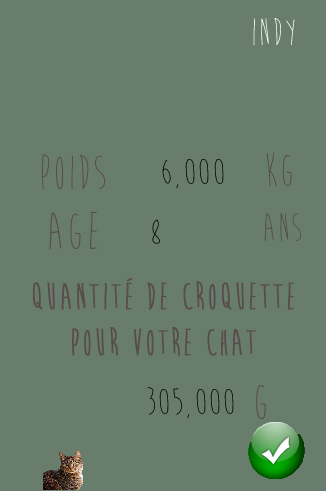 INDY
POIDS 6,000 KG
AGE 8 ANS
QUANTITÉ DE CROQUETTE
POUR VOTRE CHAT
305,000 G